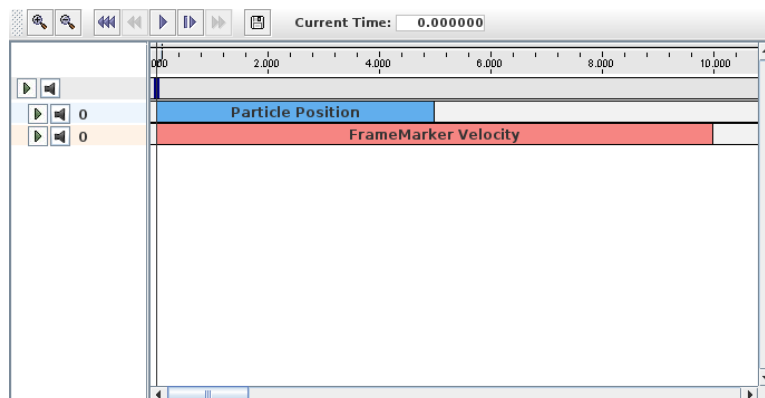 Current Time: 0.000000
0.000 2.000 4.000 6.000 8.000 10.000
0 Particle Position
0 FrameMarker Velocity